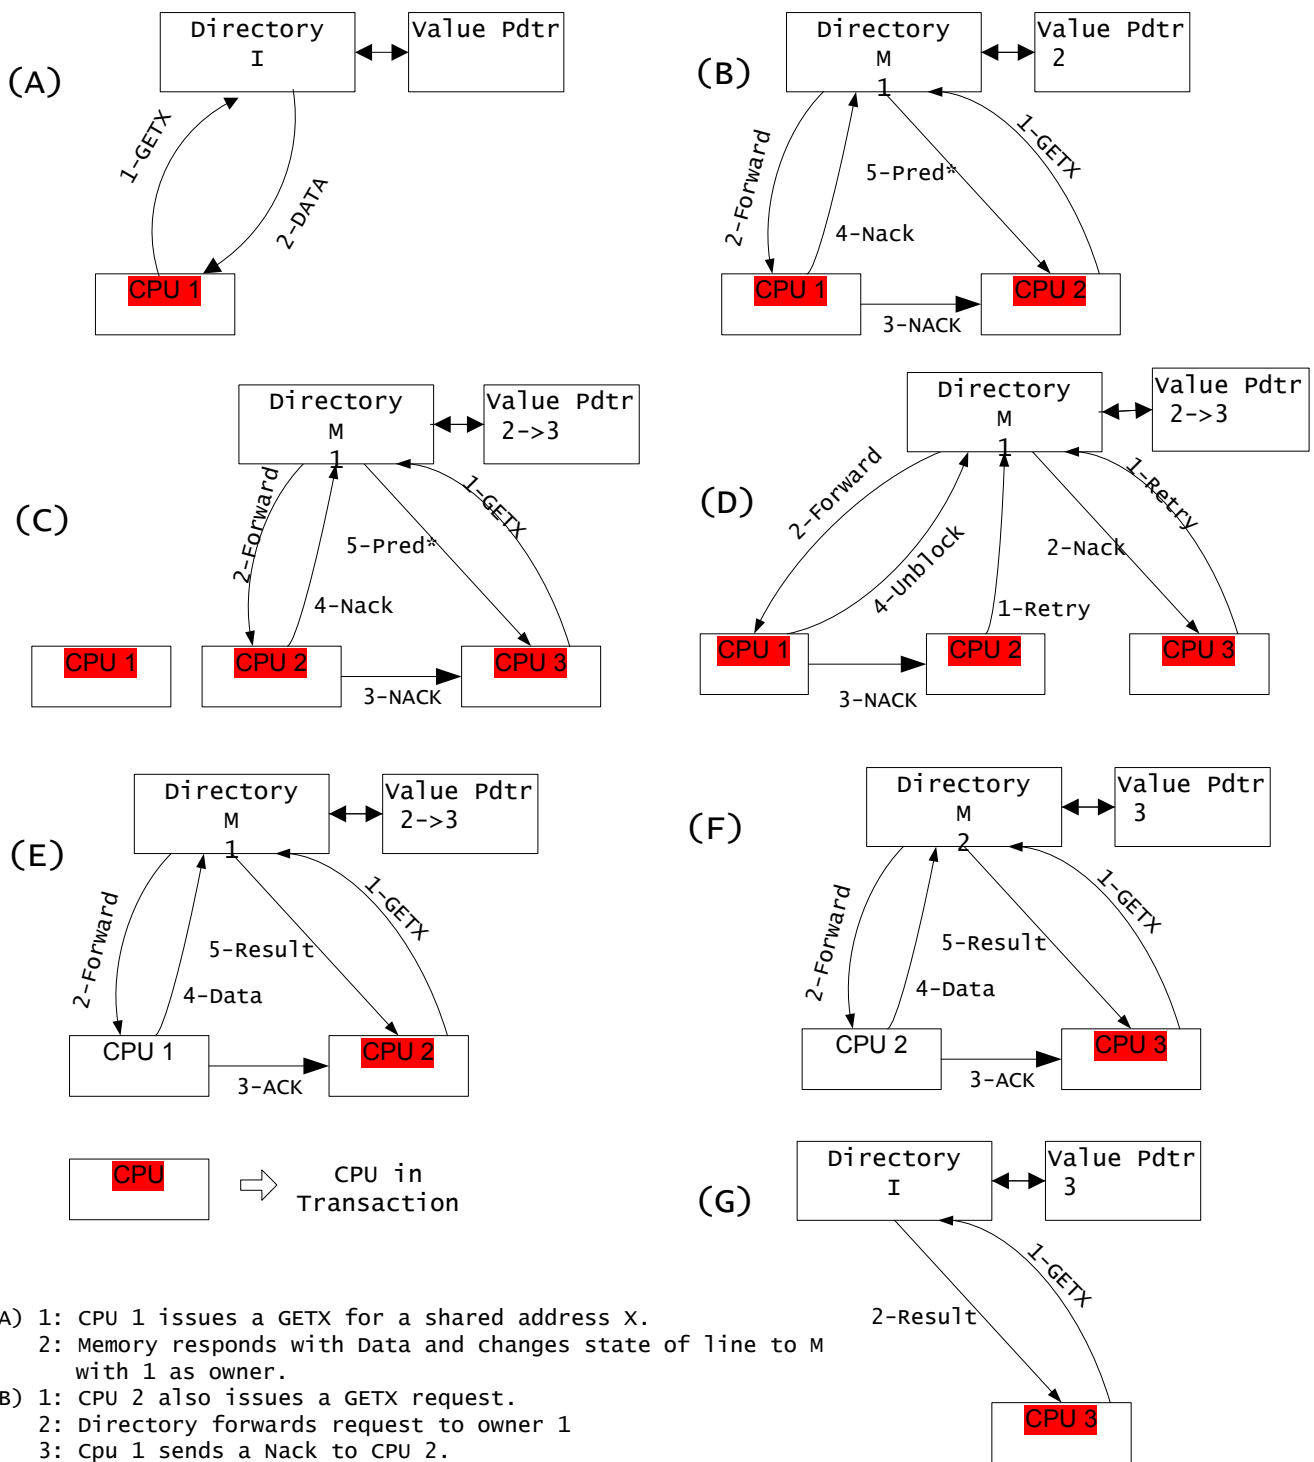 (A)
Directory
I
Value Pdtr
1-GETX
2-DATA
CPU 1
(B)
Directory
M
1
Value Pdtr
2
2-Forward
4-Nack
5-Pred*
1-GETX
CPU 1
3-NACK
CPU 2
(C)
Directory
M
1
Value Pdtr
2->3
2-Forward
4-Nack
5-Pred*
1-GETX
CPU 1
CPU 2
3-NACK
CPU 3
(D)
Directory
M
1
Value Pdtr
2->3
2-Forward
4-Unblock
1-Retry
2-Nack
1-Retry
CPU 1
3-NACK
CPU 2
CPU 3
(E)
Directory
M
1
Value Pdtr
2->3
2-Forward
4-Data
5-Result
1-GETX
CPU 1
3-ACK
CPU 2
(F)
Directory
M
2
Value Pdtr
3
2-Forward
4-Data
5-Result
1-GETX
CPU 2
3-ACK
CPU 3
CPU
CPU in
Transaction
(G)
Directory
I
Value Pdtr
3
1-GETX
2-Result
CPU 3
A) 1: CPU 1 issues a GETX for a shared address X.
2: Memory responds with Data and changes state of line to M
with 1 as owner.
B) 1: CPU 2 also issues a GETX request.
2: Directory forwards request to owner 1
3: Cpu 1 sends a Nack to CPU 2.